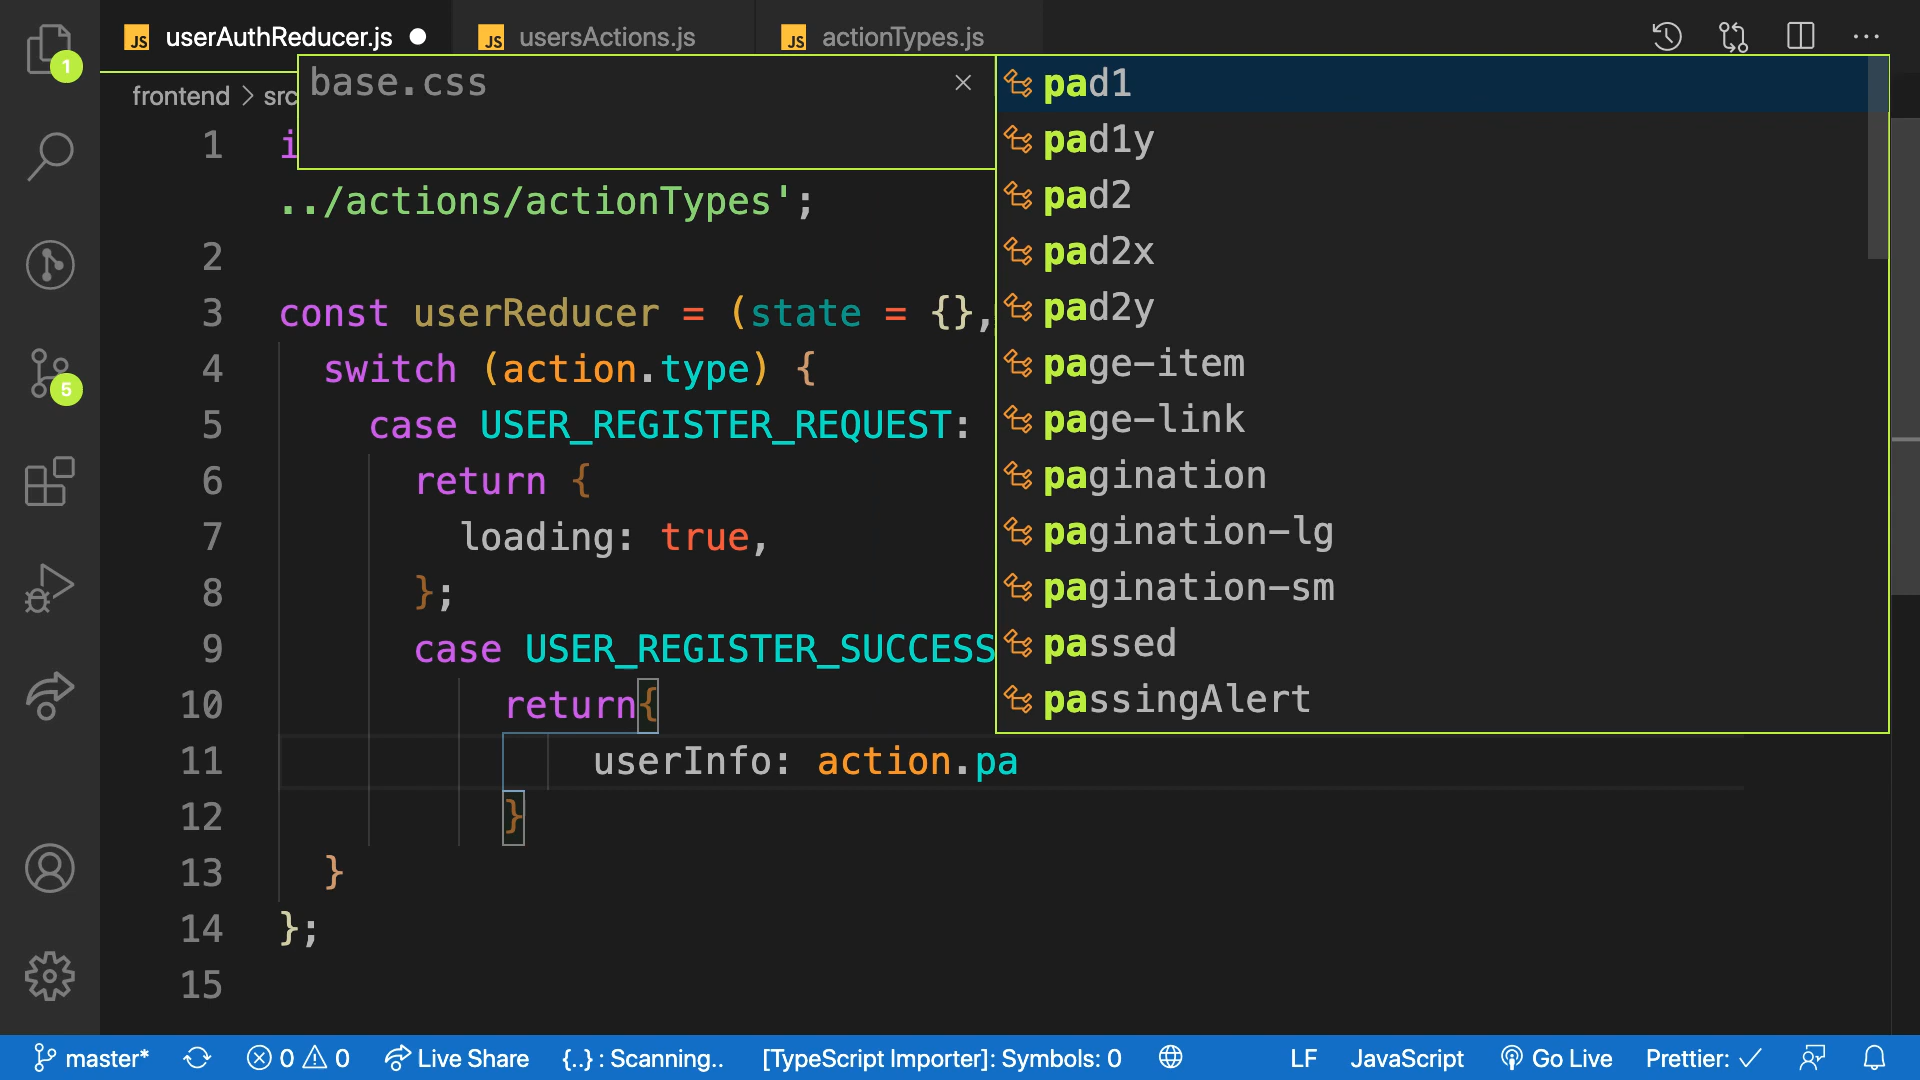 userAuthReducer.js
usersActions.js
actionTypes.js
1
frontend > src
base.css
1 i
../actions/actionTypes';
2
3 const userReducer = (state = {},
4 switch (action.type) {
5 case USER_REGISTER_REQUEST:
6 return {
7 loading: true,
8 };
9 case USER_REGISTER_SUCCESS
10 return{
11 userInfo: action.pa
12 }
13 }
14 };
15
pad1
pad1y
pad2
pad2x
pad2y
page-item
page-link
pagination
pagination-lg
pagination-sm
passed
passingAlert
5
master* 0 0 Live Share {..} : Scanning.. [TypeScript Importer]: Symbols: 0 LF JavaScript Go Live Prettier: ✓